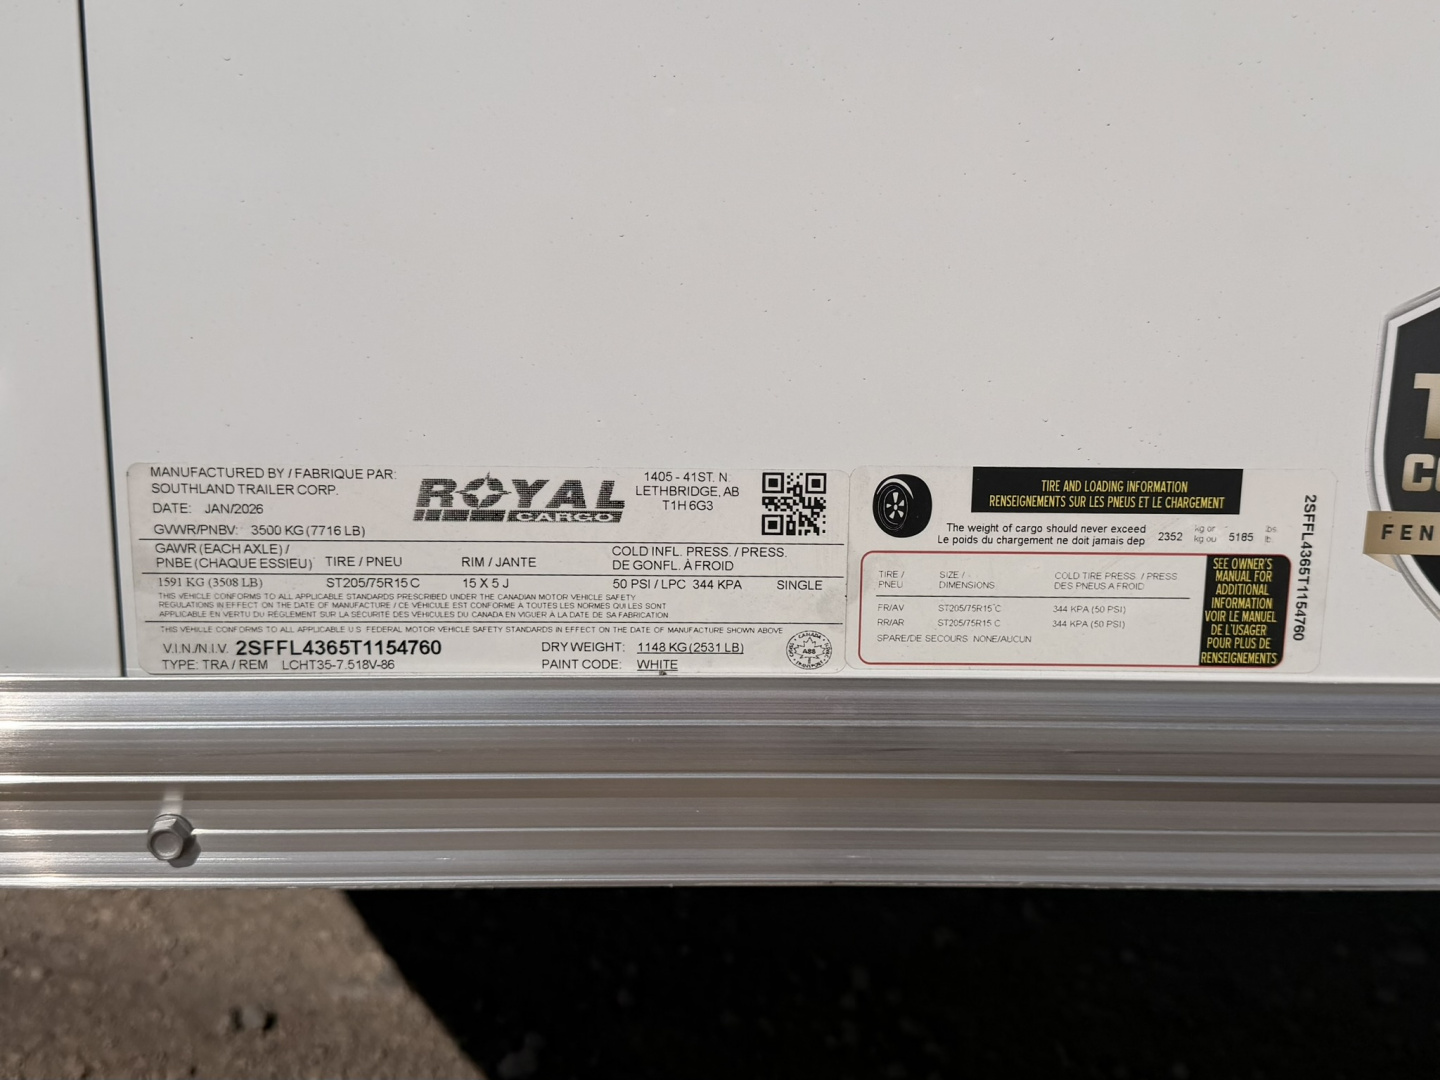 MANUFACTURED BY / FABRIQUE PAR:
SOUTHLAND TRAILER CORP.
DATE: JAN/2026
GVWR/PNBV: 3500 KG (7716 LB)
ROYAL
CARGO
1405 - 41ST. N.
LETHBRIDGE, AB
T1H 6G3
GAWR (EACH AXLE) /
PNBE (CHAQUE ESSIEU)
TIRE / PNEU
RIM / JANTE
COLD INFL. PRESS. / PRESS.
DE GONFL. À FROID
1591 KG (3508 LB) ST205/75R15 C 15 X 5 J 50 PSI / LPC 344 KPA SINGLE
THIS VEHICLE CONFORMS TO ALL APPLICABLE STANDARDS PRESCRIBED UNDER THE CANADIAN MOTOR VEHICLE SAFETY
REGULATIONS IN EFFECT ON THE DATE OF MANUFACTURE / CE VÉHICULE EST CONFORME A TOUTES LES NORMES QUI LES SONT
APPLICABLE EN VERTU DU RÈGLEMENT SUR LA SÉCURITÉ DES VÉHICULES DU CANADA EN VIGUER À LA DATE DE SA FABRICATION
THIS VEHILLE CONFORMS TO ALL APPLICABLE U.S. FEDERAL MOTOR VEHICLE SAFETY STANDARDS IN EFFECT ON THE DATE OF MANUFACTURE SHOWN ABOVE
V.I.N./N.I.V. 2SFFL4365T1154760
TYPE: TRA / REM LCHT35-7.518V-86
DRY WEIGHT: 1148 KG (2531 LB)
PAINT CODE: WHITE
CANADA
ABS
TRANSPORT
TIRE AND LOADING INFORMATION
RENSEIGNEMENTS SUR LES PNEUS ET LE CHARGEMENT
The weight of cargo should never exceed
Le poids du chargement ne doit jamais dep
2352 kg or
kg ou 5185 lbs
lb
TIRE /
PNEU
SIZE /
DIMENSIONS
COLD TIRE PRESS. / PRESS
DES PNEUS A FROID
FR/AV ST205/75R15 C 344 KPA (50 PSI)
RR/AR ST205/75R15 C 344 KPA (50 PSI)
SPARE/DE SECOURS NONE/AUCUN
SEE OWNER'S
MANUAL FOR
ADDITIONAL
INFORMATION
VOIR LE MANUEL
DE L'USAGER
POUR PLUS DE
RENSEIGNEMENTS
2SFFL4365T1154760
FEN